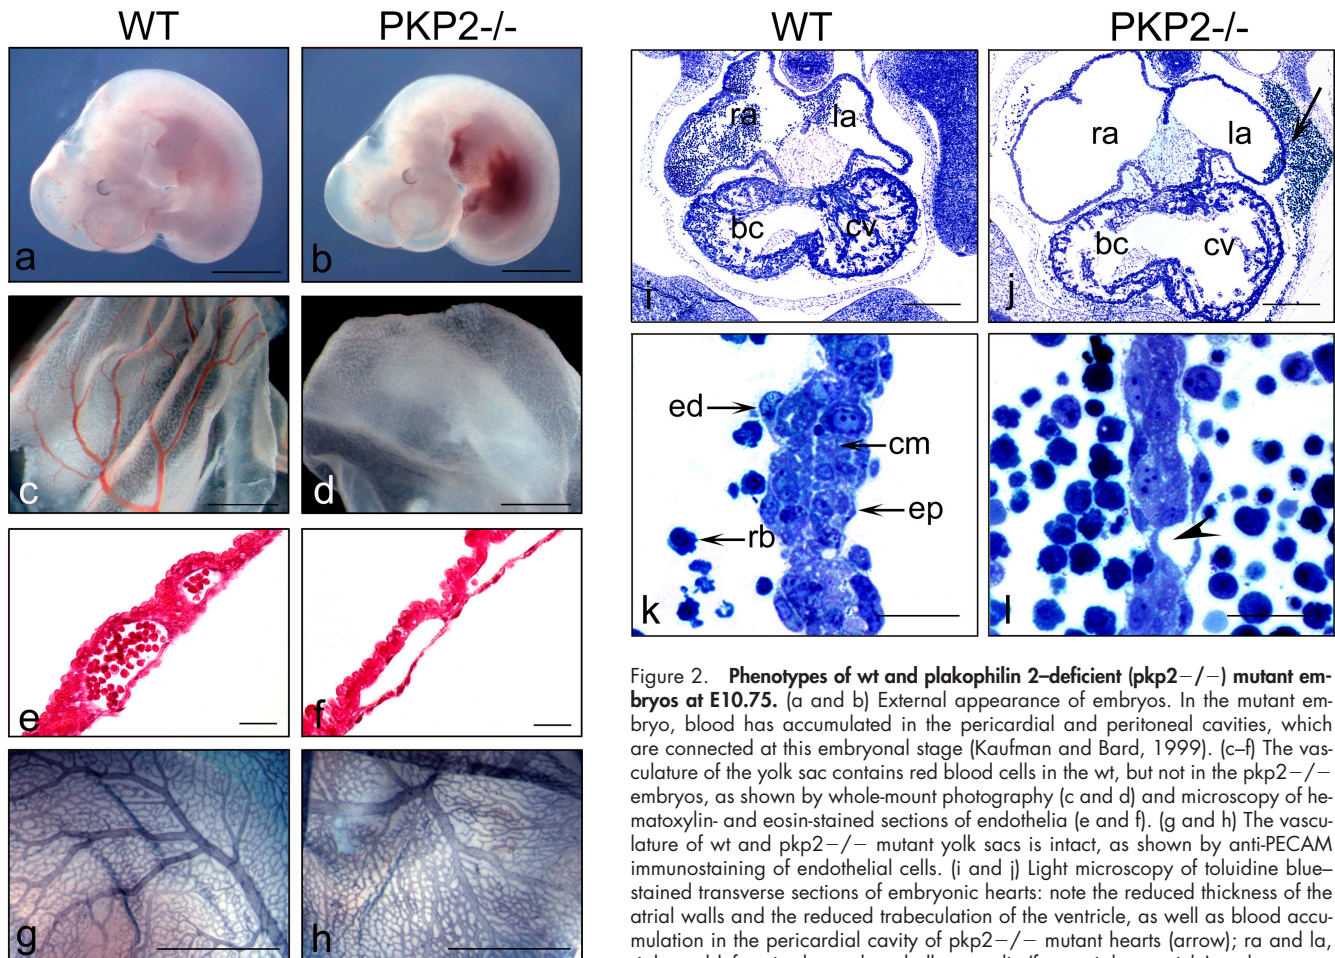 WT
PKP2-/-
WT
PKP2-/-
a
b
c
d
e
f
g
h
ra
la
bc
cv
i
ra
la
bc
cv
j
ed
cm
ep
rb
k
l
Figure 2. Phenotypes of wt and plakophilin 2–deficient (pkp2−/−) mutant em-
bryos at E10.75. (a and b) External appearance of embryos. In the mutant em-
bryo, blood has accumulated in the pericardial and peritoneal cavities, which
are connected at this embryonal stage (Kaufman and Bard, 1999). (c–f) The vas-
culature of the yolk sac contains red blood cells in the wt, but not in the pkp2−/−
embryos, as shown by whole-mount photography (c and d) and microscopy of he-
matoxylin- and eosin-stained sections of endothelia (e and f). (g and h) The vascu-
lature of wt and pkp2−/− mutant yolk sacs is intact, as shown by anti-PECAM
immunostaining of endothelial cells. (i and j) Light microscopy of toluidine blue–
stained transverse sections of embryonic hearts: note the reduced thickness of the
atrial walls and the reduced trabeculation of the ventricle, as well as blood accu-
mulation in the pericardial cavity of pkp2−/− mutant hearts (arrow); ra and la,